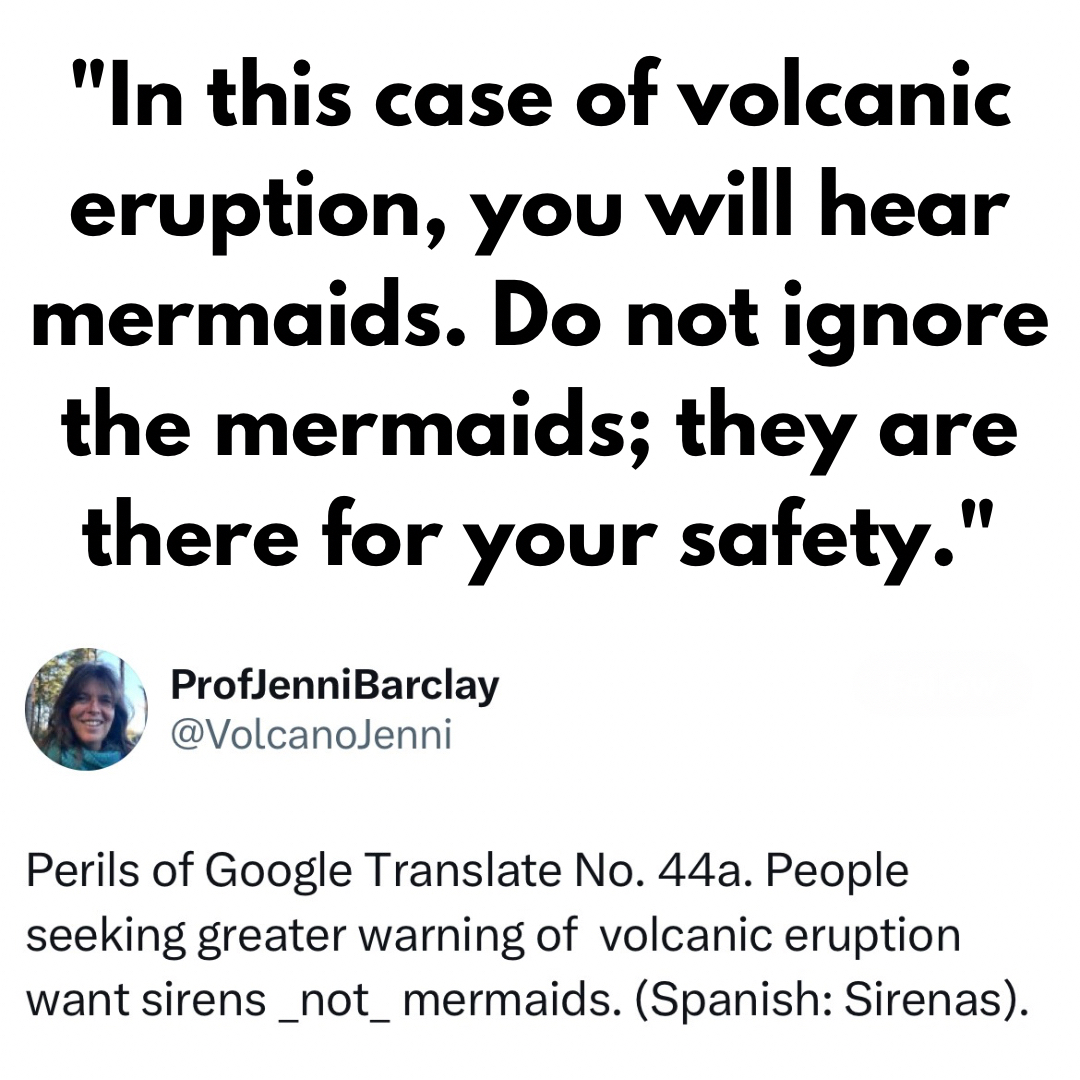 "In this case of volcanic
eruption, you will hear
mermaids. Do not ignore
the mermaids; they are
there for your safety."
ProfJenniBarclay
@VolcanoJenni
Perils of Google Translate No. 44a. People
seeking greater warning of  volcanic eruption
want sirens _not_ mermaids. (Spanish: Sirenas).